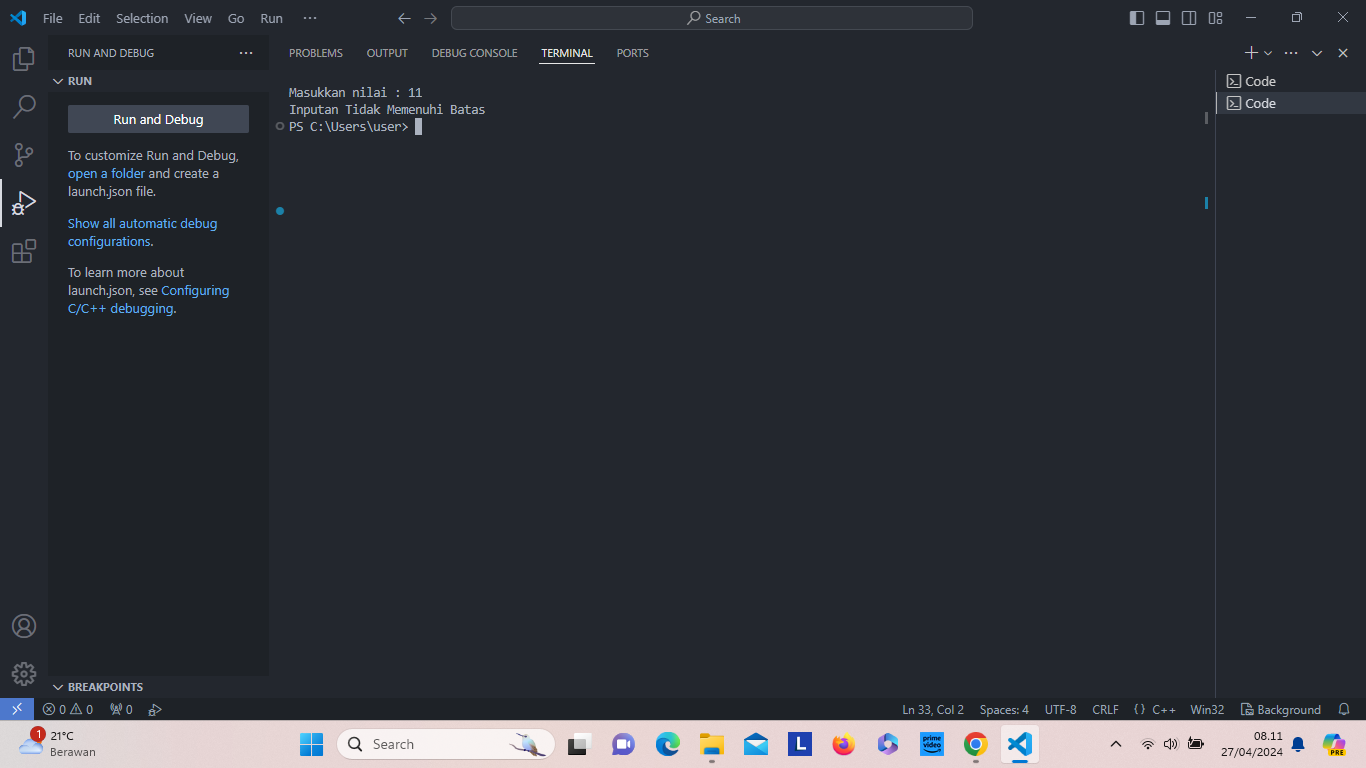 File Edit Selection View Go Run ···
Search
RUN AND DEBUG ···
RUN
Run and Debug
To customize Run and Debug,
open a folder and create a
launch.json file.
Show all automatic debug
configurations.
To learn more about
launch.json, see Configuring
C/C++ debugging.
BREAKPOINTS
PROBLEMS OUTPUT DEBUG CONSOLE TERMINAL PORTS
Masukkan nilai : 11
Inputan Tidak Memenuhi Batas
PS C:\Users\user>
Code
Code
0 0 0
Ln 33, Col 2 Spaces: 4 UTF-8 CRLF {} C++ Win32 Background
1
21°C
Berawan
Search
L
prime
video
08.11
27/04/2024
PRE